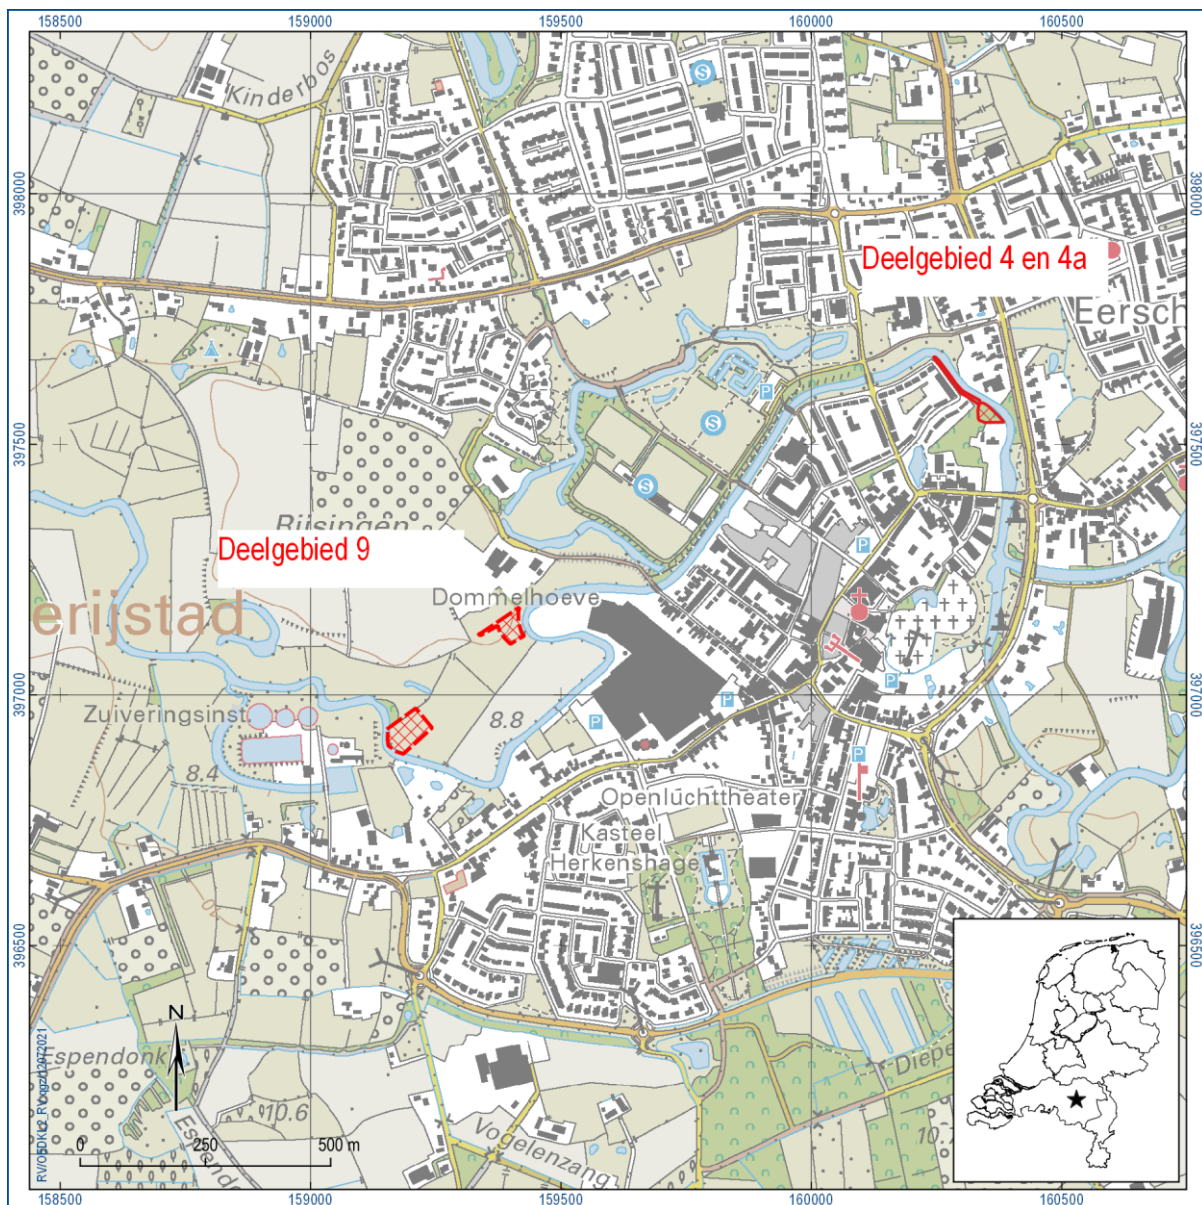 158500 159000 159500 160000 160500
Kinderbos
S
398000 398000
Deelgebied 4 en 4a
Eersch
P
S
397500 397500
S
Rijsingen
P
Deelgebied 9
Dommelhoeve
erijstad
P
397000 397000
Zuiveringsinst.
8.8
P
P
8.4
P
Openluchttheater
Kasteel
Herkenshage
396500 396500
N
Espendonk
Diepe
10.6
Vogelenzang
10
0 250 500 m
Espend
158500 159000 159500 160000 160500